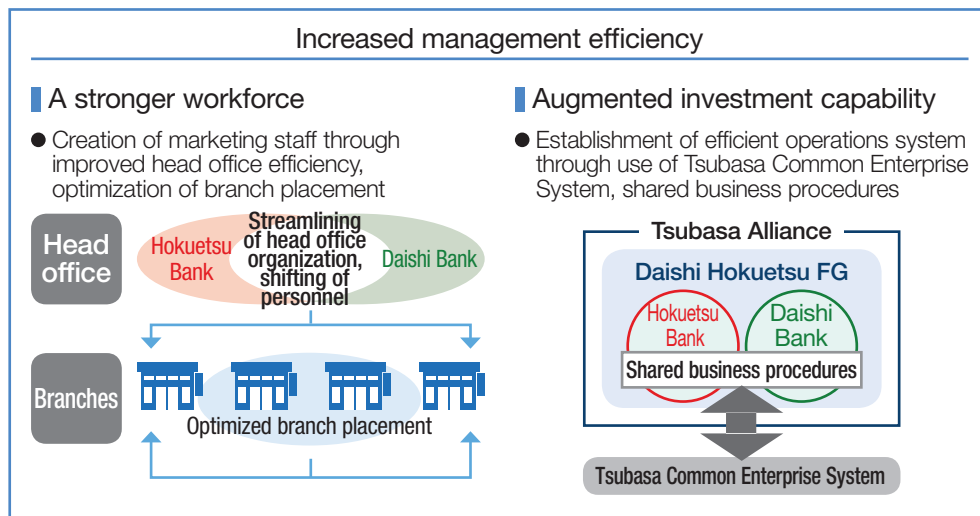 Increased management efficiency
A stronger workforce
● Creation of marketing staff through
improved head office efficiency,
optimization of branch placement
Head
office
Hokuetsu
Bank
Streamlining
of head office
organization,
shifting of
personnel
Daishi Bank
Branches
Optimized branch placement
Augmented investment capability
● Establishment of efficient operations system
through use of Tsubasa Common Enterprise
System, shared business procedures
Tsubasa Alliance
Daishi Hokuetsu FG
Hokuetsu
Bank
Daishi
Bank
Shared business procedures
Tsubasa Common Enterprise System